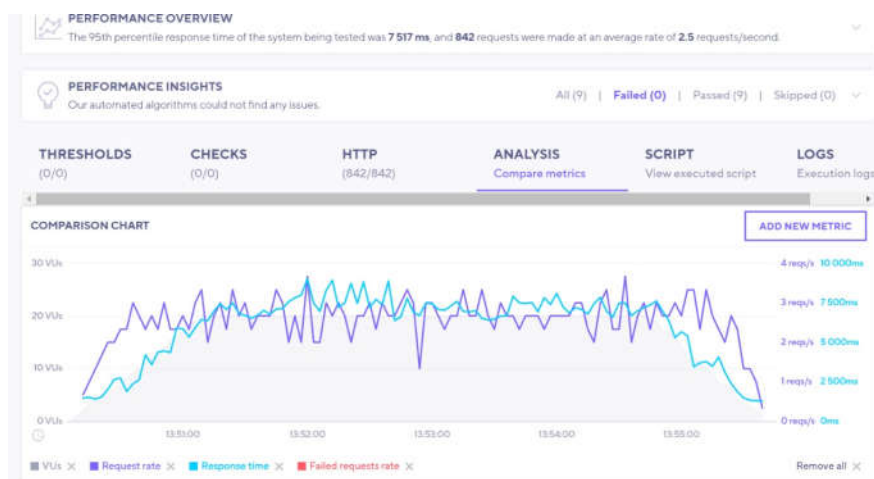 PERFORMANCE OVERVIEW
The 95th percentile response time of the system being tested was 7 517 ms, and 842 requests were made at an average rate of 2.5 requests/second.
PERFORMANCE INSIGHTS
Our automated algorithms could not find any issues.
All (9) | Failed (0) | Passed (9) | Skipped (0)
THRESHOLDS CHECKS HTTP ANALYSIS SCRIPT LOGS
(0/0) (0/0) (842/842) Compare metrics View executed script Execution logs
COMPARISON CHART
ADD NEW METRIC
30 VUs 4 reqs/s 10 000ms
20 VUs 3 reqs/s 7 500ms
2 reqs/s 5 000ms
10 VUs 1 reqs/s 2 500ms
0 VUs 0 reqs/s 0ms
13:51:00 13:52:00 13:53:00 13:54:00 13:55:00
VUs Request rate Response time Failed requests rate Remove all